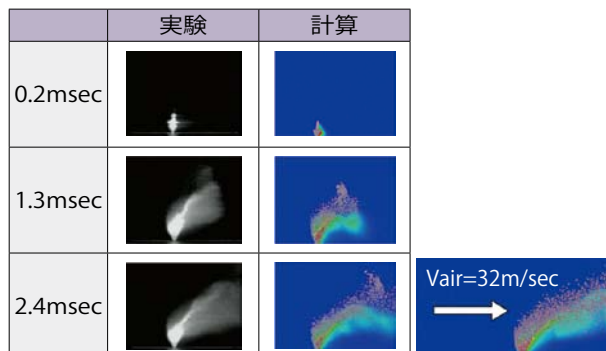 実験 計算
0.2msec
1.3msec
2.4msec
Vair=32m/sec